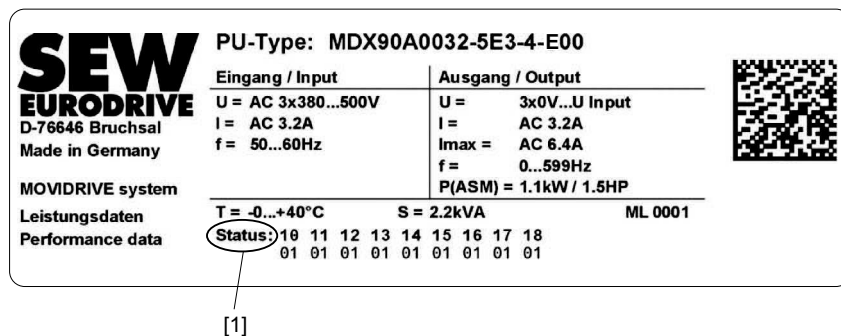 SEW
EURODRIVE
D-76646 Bruchsal
Made in Germany
MOVIDRIVE system
Leistungsdaten
Performance data
PU-Type: MDX90A0032-5E3-4-E00
Eingang / Input
U = AC 3x380...500V
I = AC 3.2A
f = 50...60Hz
Ausgang / Output
U = 3x0V...U Input
I = AC 3.2A
Imax = AC 6.4A
f = 0...599Hz
P(ASM) = 1.1kW / 1.5HP
T = -0...+40°C S = 2.2kVA ML 0001
Status: 10 11 12 13 14 15 16 17 18
01 01 01 01 01 01 01 01 01
[1]